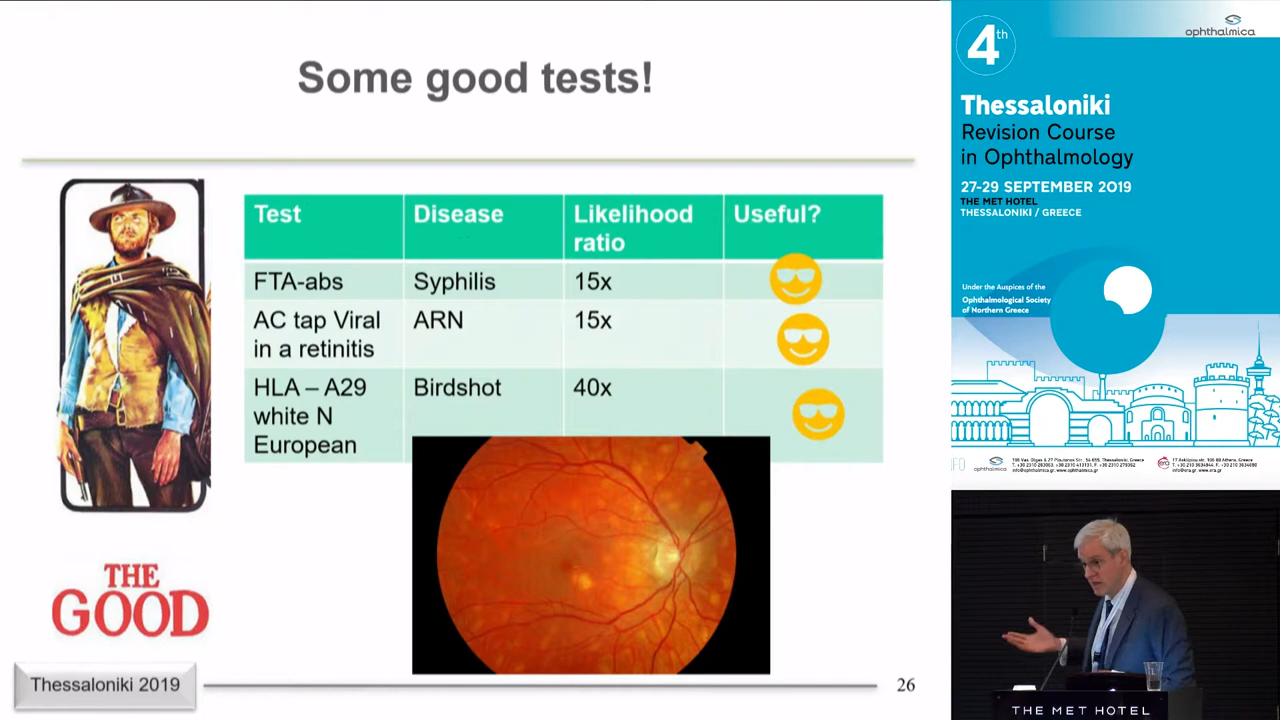 Some good tests!
Test Disease Likelihood ratio Useful?
FTA-abs Syphilis 15x
AC tap Viral in a retinitis ARN 15x
HLA – A29 white N European Birdshot 40x
THE
GOOD
Thessaloniki 2019
26
ophthalmica
4th
Thessaloniki
Revision Course
in Ophthalmology
27-29 SEPTEMBER 2019
THE MET HOTEL
THESSALONIKI / GREECE
Under the Auspices of the
Ophthalmological Society
of Northern Greece
ophthalmica
THE MET HOTEL